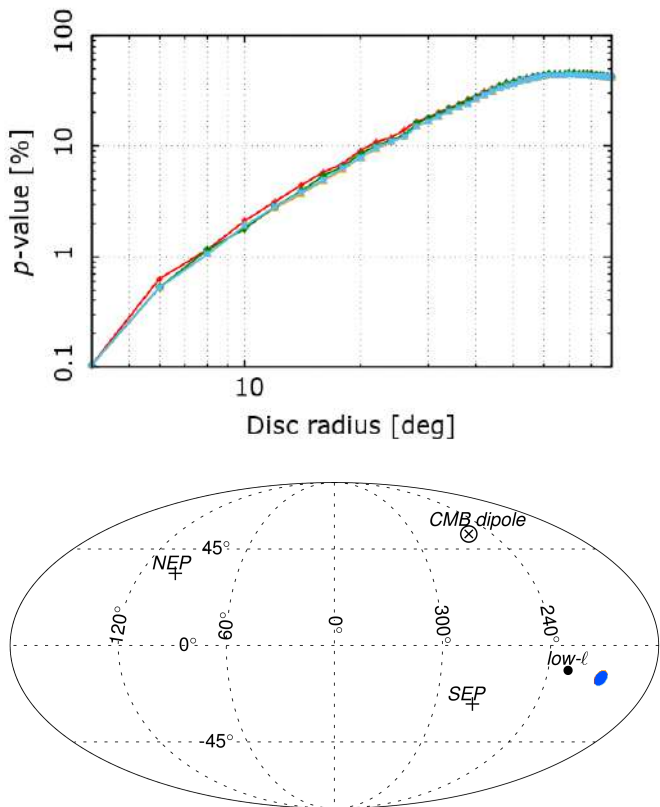 100
10
1
0.1
p-value [%]
10
Disc radius [deg]
CMB dipole
NEP
45°
120°
60°
0°
300°
240°
0°
low-ℓ
SEP
-45°